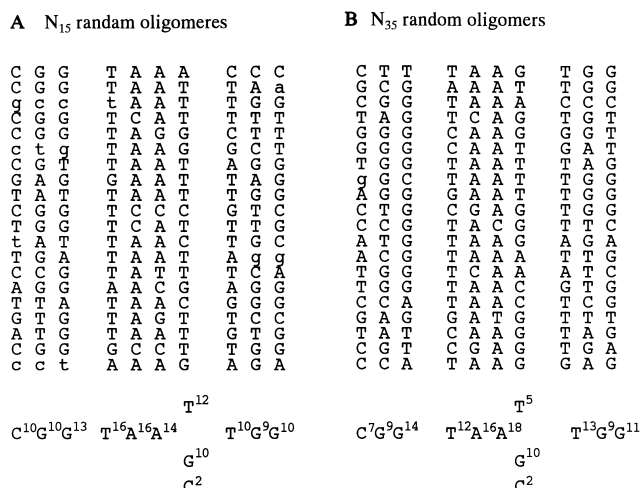 A N₁₅ randam oligomeres
B N₃₅ random oligomers
C G G T A A A C C C C T T T A A G T G G
C G G T A A T T A a G C G A A A T G G G
g c c t A A T T G G C G G T A A A C C C
C G G T C A T T T T T A G T C A G T G T
C G G T A G G C T T G G G C A A G G G T
c t g T A A G G C T G G G C A A T G A T
C G T T A A T A G G T G G T A A T T A G
G A G T A A T T A G g G C T A A T T G G
T A T T A A T T G G A G G T A A T T G G
C G G T C C C G T C C G G C G A G T G G
T G G T A A T T G G C C G T A C G T T C
t A T T A A C T G C A T G T A A G A G A
T G A T A A T A g g A C G T A A A T G G
C C G T A T T T C A T G G T C A A A T C
A G G A A C G A G G T G G T A A C G T G
T T A T A A C G G G C C A T A A G T C G
G T G T A G T T C C G A G G A T G T T T
A T G T A A T G T G T A T C A A G T A G
C G G G C C T T G G C G T C G A G T G A
c c t A A A G A G A C C A T A A G G A G
T¹² T⁵
C¹⁰G¹⁰G¹³ T¹⁶A¹⁶A¹⁴ T¹⁰G⁹G¹⁰ C⁷G⁹G¹⁴ T¹²A¹⁶A¹⁸ T¹³G⁹G¹¹
G¹⁰ G¹⁰
C² C²